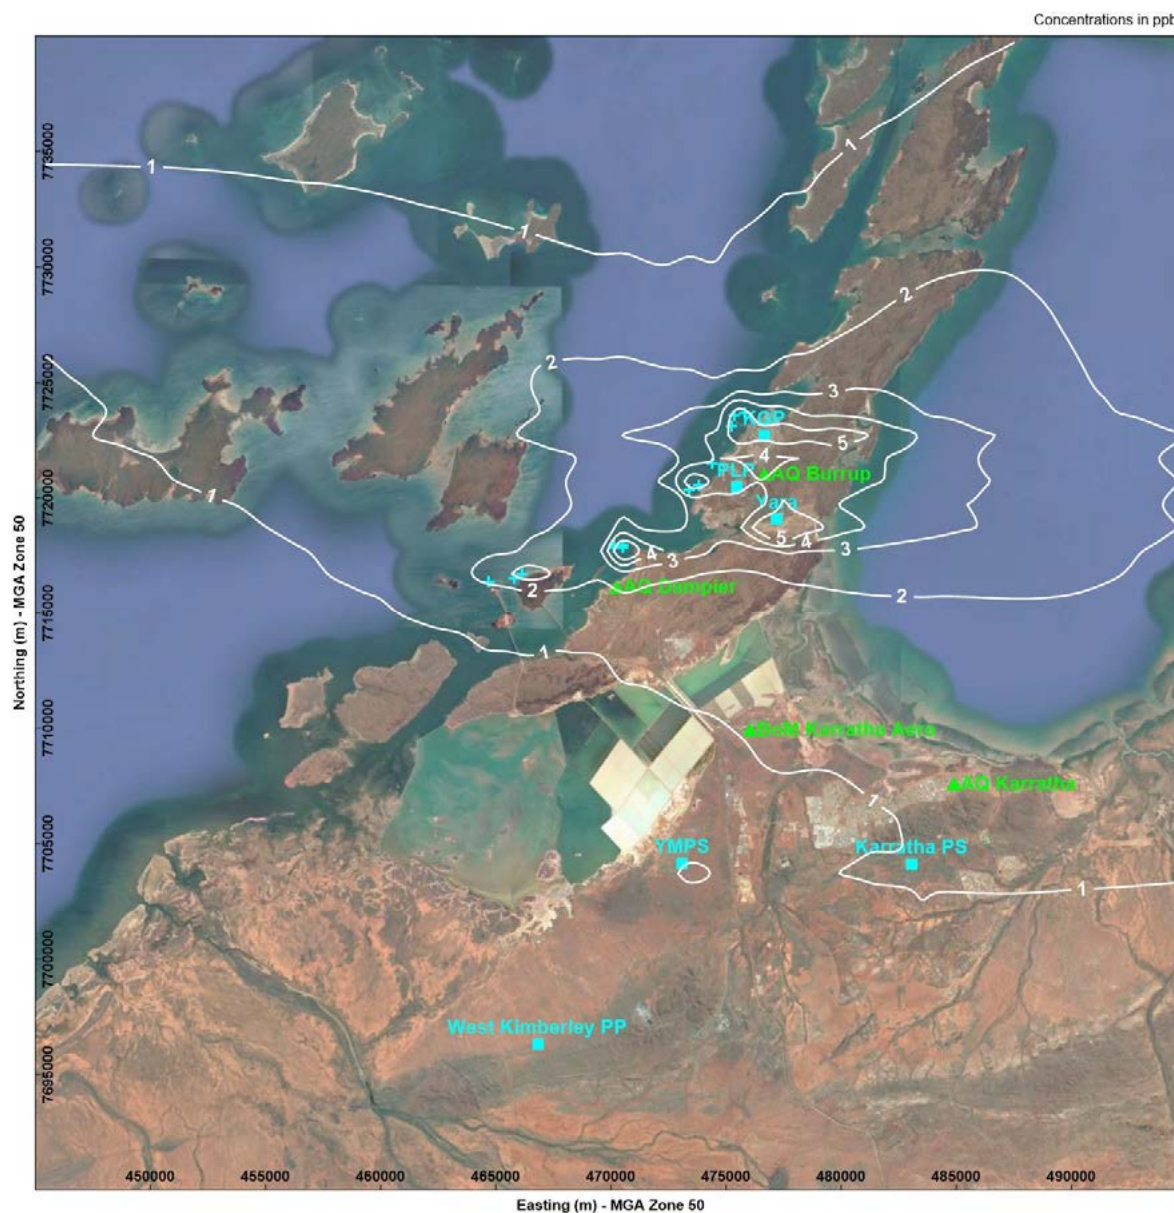 Concentrations in ppb
1
1
2
2
3
KGP
5
4
PLP
AQ Burrup
Yara
5 4
3
4
3
2
2
AQ Dampier
1
1
BoM Karratha Aero
1
AQ Karratha
YMPS
Karratha PS
1
West Kimberley PP
7735000
7730000
7725000
7720000
7715000
7710000
7705000
7700000
7695000
Northing (m) - MGA Zone 50
450000 455000 460000 465000 470000 475000 480000 485000 490000
Easting (m) - MGA Zone 50